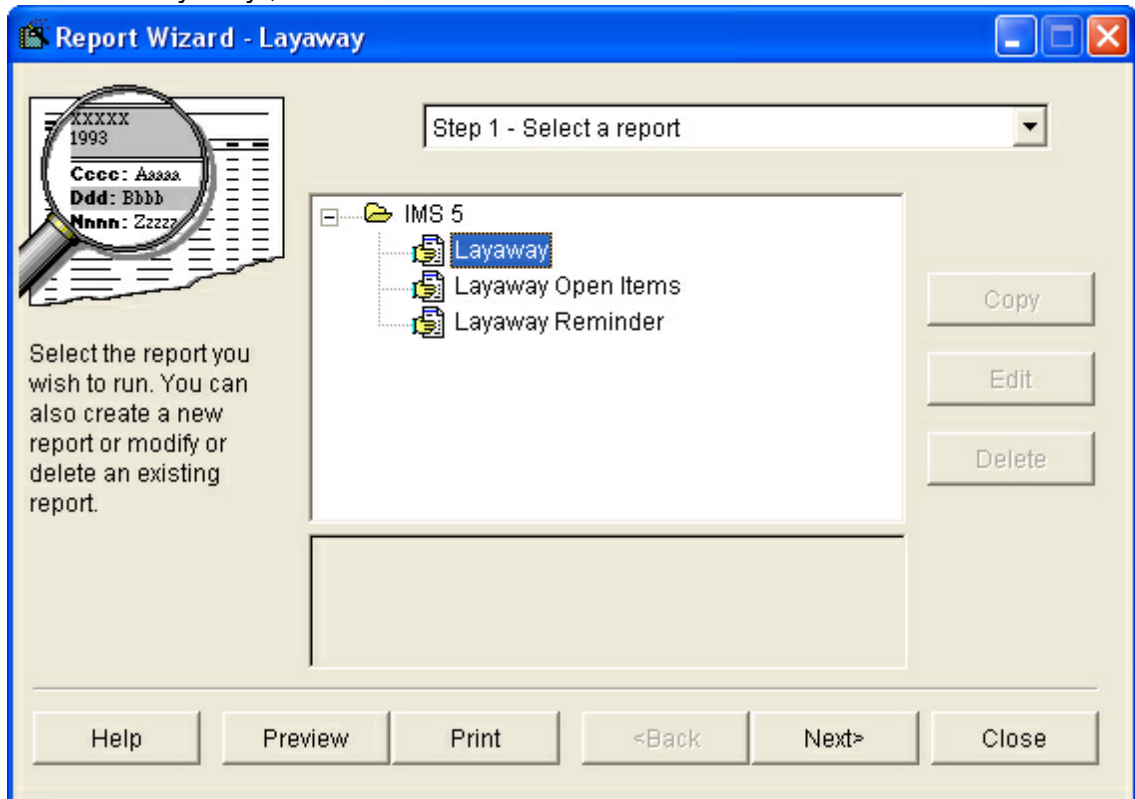 Report Wizard - Layaway
XXXXX
1993
Cccc: Aaaaa
Ddd: Bbbb
Nnnn: Zzzzz
Step 1 - Select a report
IMS 5
Layaway
Layaway Open Items
Layaway Reminder
Select the report you
wish to run. You can
also create a new
report or modify or
delete an existing
report.
Copy
Edit
Delete
Help
Preview
Print
<Back
Next>
Close